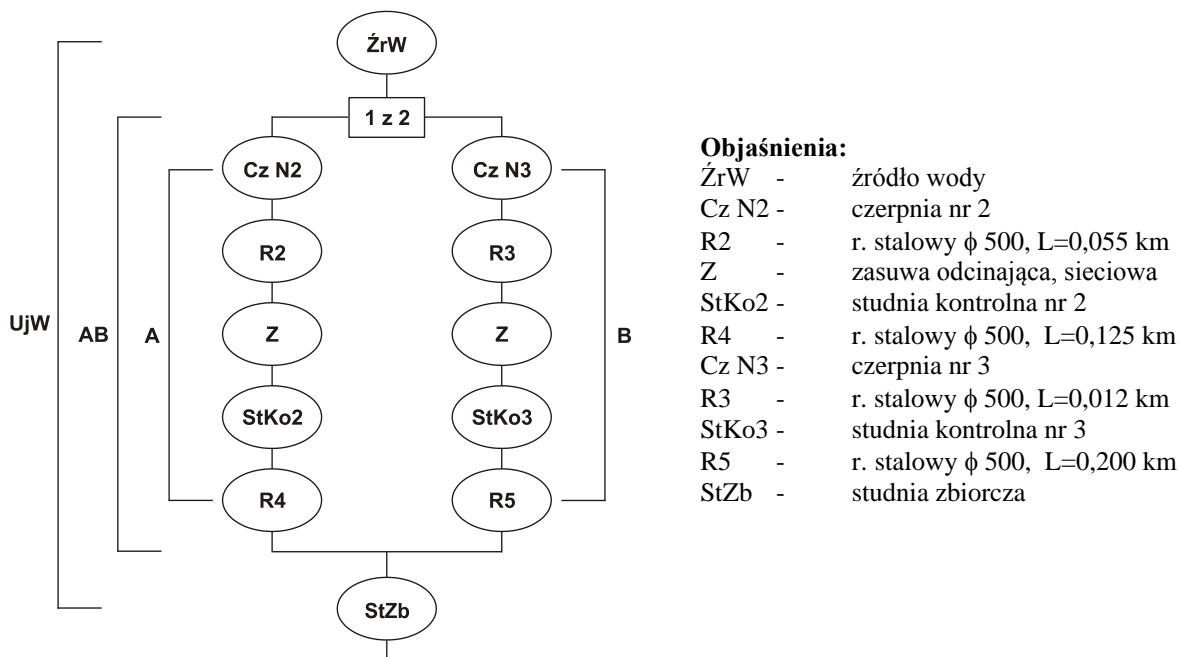 ŹrW
1 z 2
Cz N2
Cz N3
R2
R3
UjW
AB
A
Z
Z
B
StKo2
StKo3
R4
R5
StZb
Objaśnienia:
ŹrW - źródło wody
Cz N2 - czerpnia nr 2
R2 - r. stalowy ϕ 500, L=0,055 km
Z - zasuwa odcinająca, sieciowa
StKo2 - studnia kontrolna nr 2
R4 - r. stalowy ϕ 500, L=0,125 km
Cz N3 - czerpnia nr 3
R3 - r. stalowy ϕ 500, L=0,012 km
StKo3 - studnia kontrolna nr 3
R5 - r. stalowy ϕ 500, L=0,200 km
StZb - studnia zbiorcza